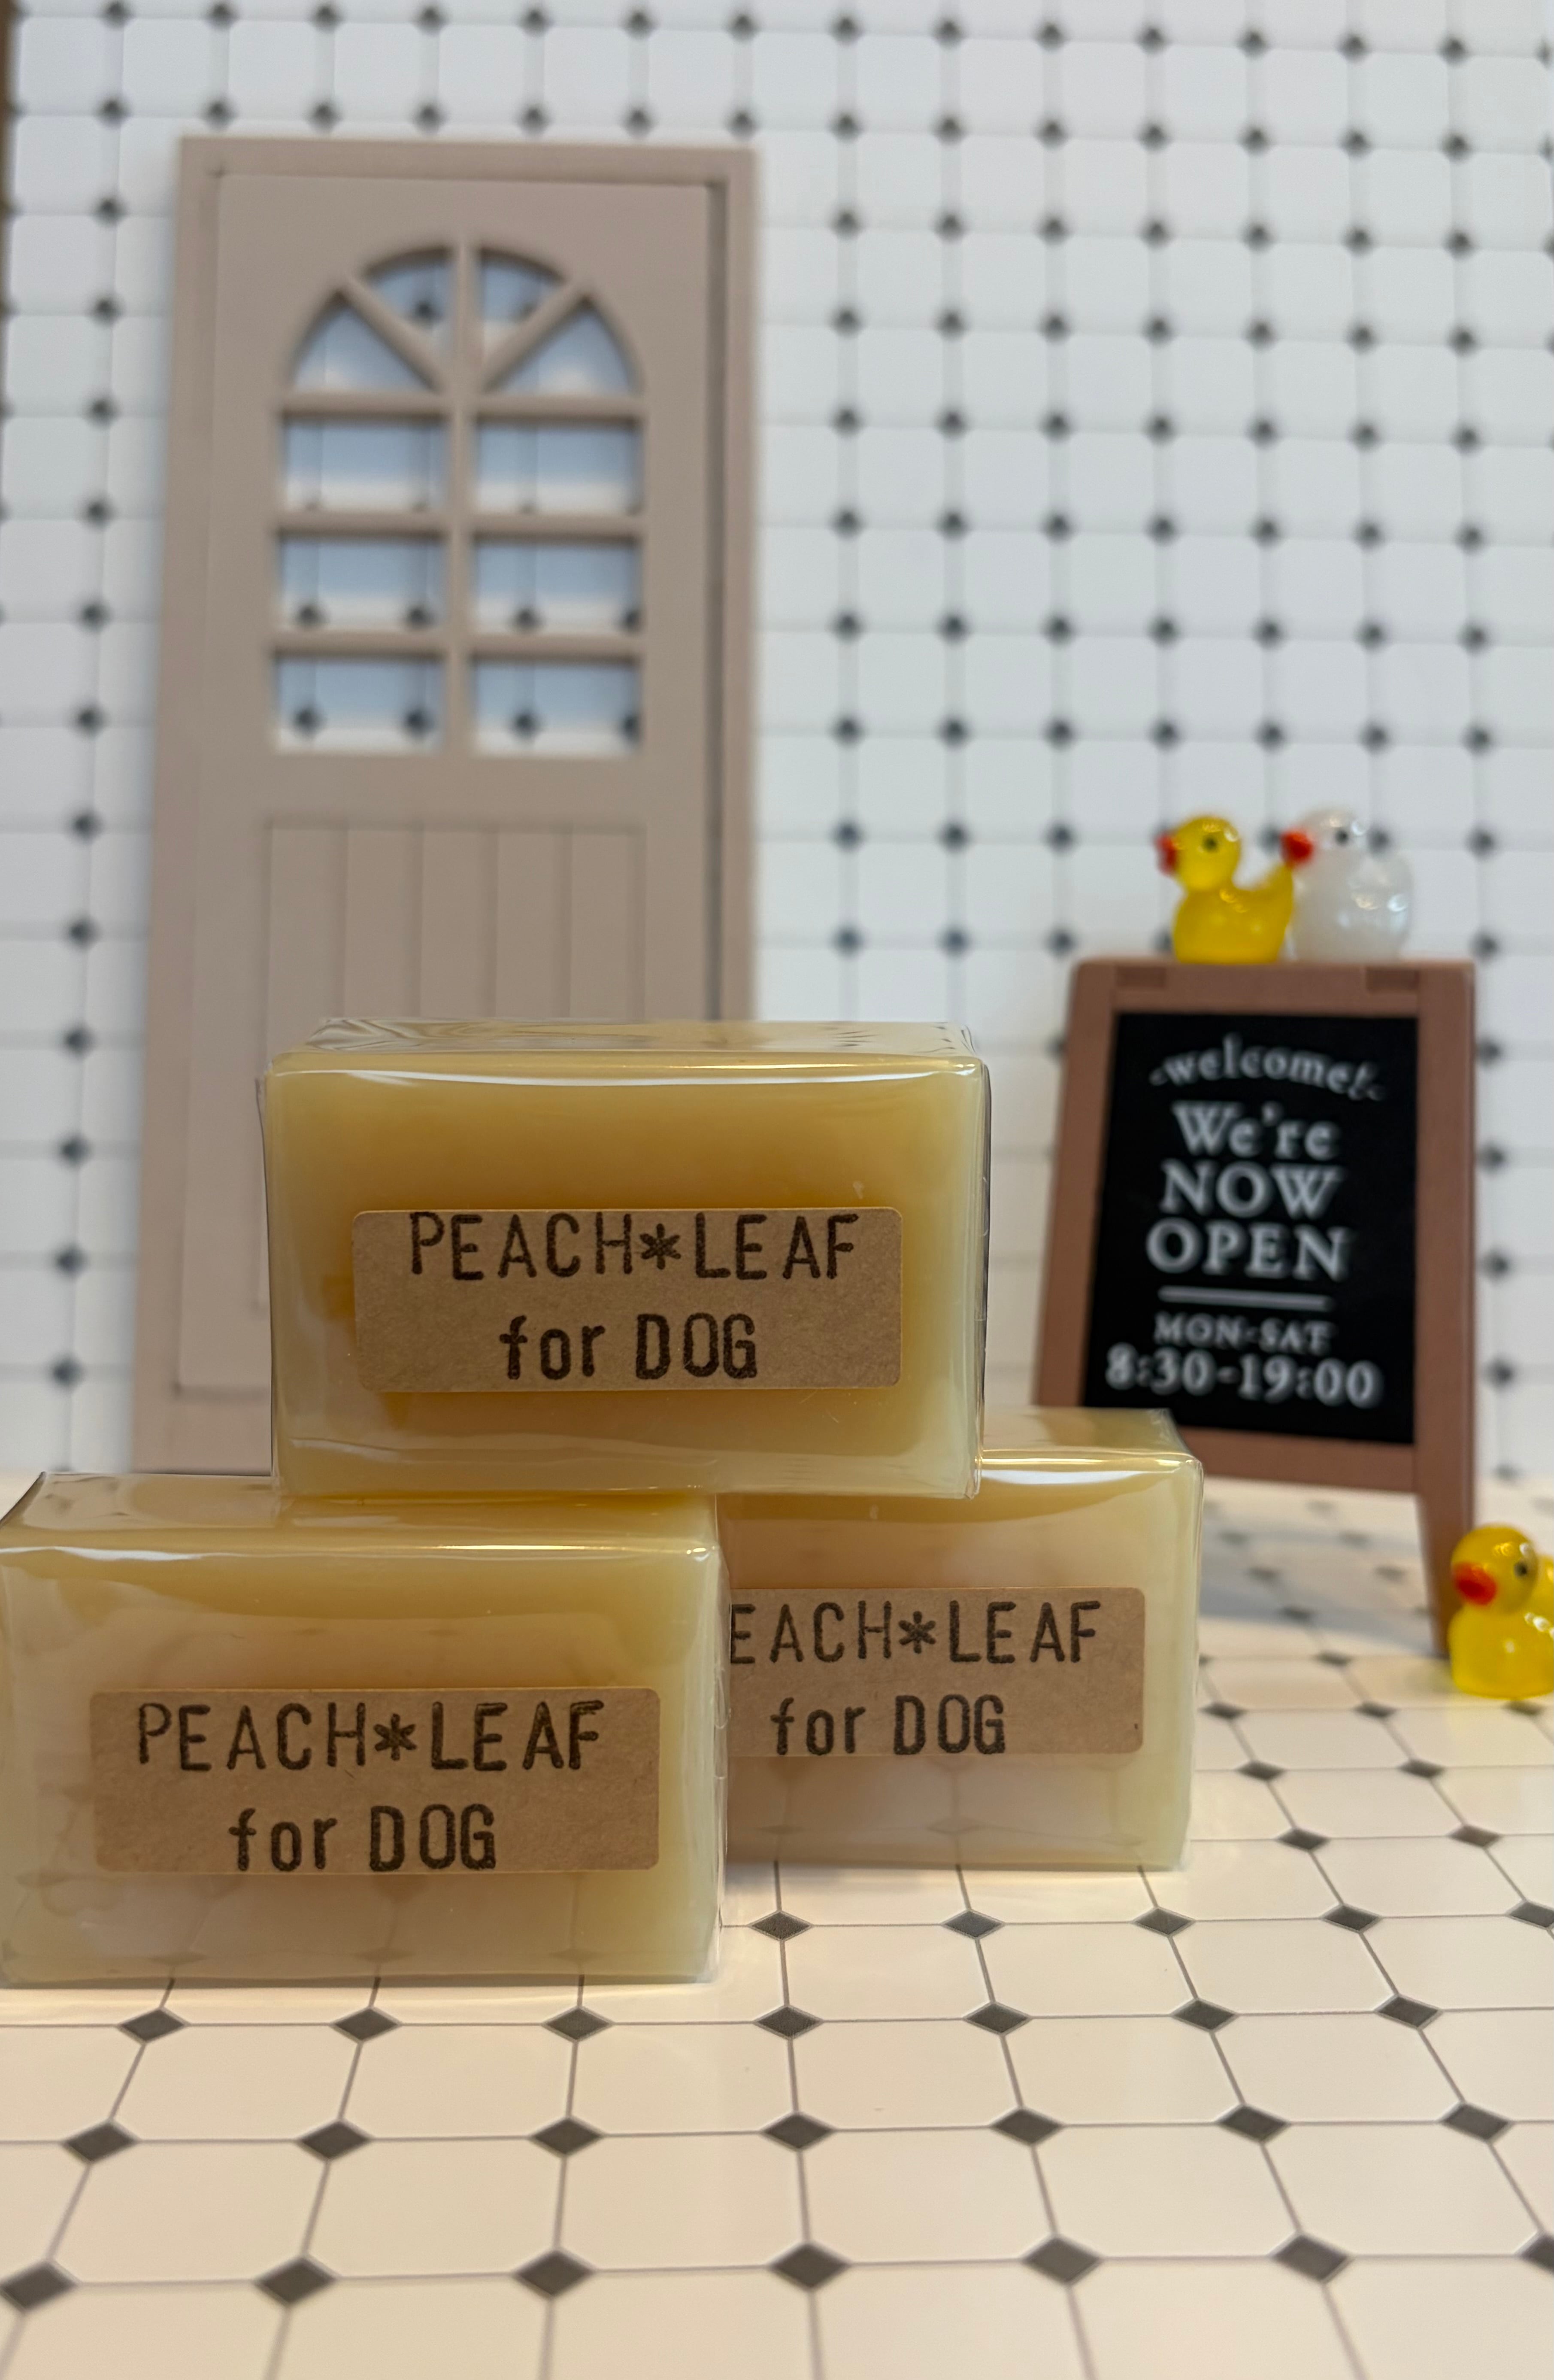 PEACH*LEAF
for DOG
-welcome!-
We're
NOW
OPEN
MON-SAT
8:30-19:00
EACH*LEAF
for DOG
PEACH*LEAF
for DOG